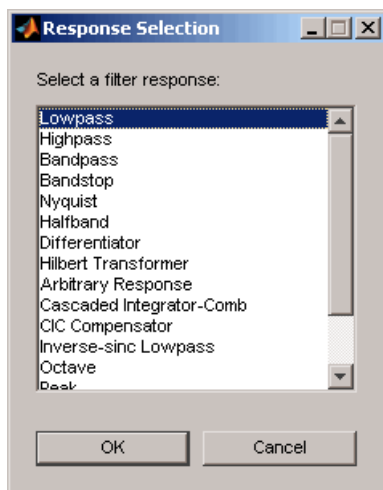 Response Selection
Select a filter response:
Lowpass
Highpass
Bandpass
Bandstop
Nyquist
Halfband
Differentiator
Hilbert Transformer
Arbitrary Response
Cascaded Integrator-Comb
CIC Compensator
Inverse-sinc Lowpass
Octave
Peak
OK
Cancel